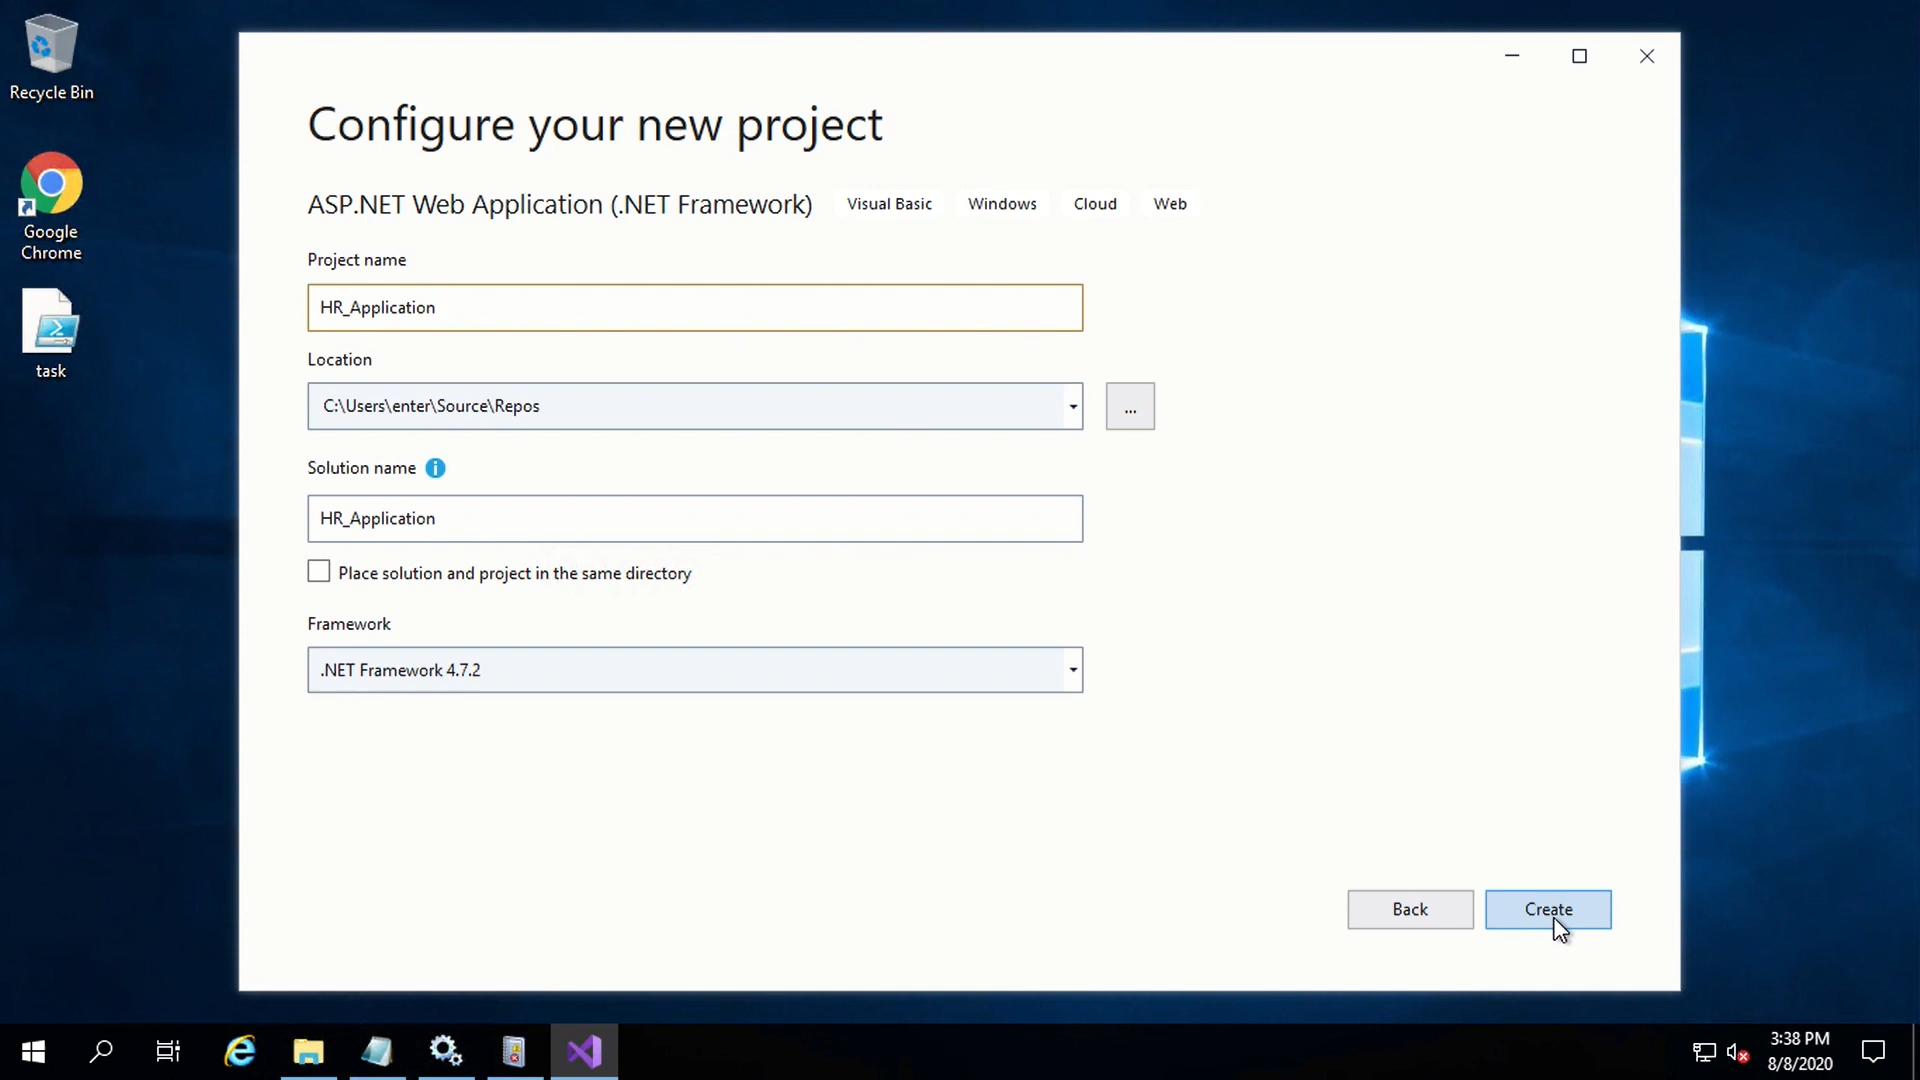 Recycle Bin
Google
Chrome
task
Configure your new project
ASP.NET Web Application (.NET Framework) Visual Basic Windows Cloud Web
Project name
HR_Application
Location
C:\Users\enter\Source\Repos
...
Solution name
HR_Application
Place solution and project in the same directory
Framework
.NET Framework 4.7.2
Back Create
3:38 PM
8/8/2020